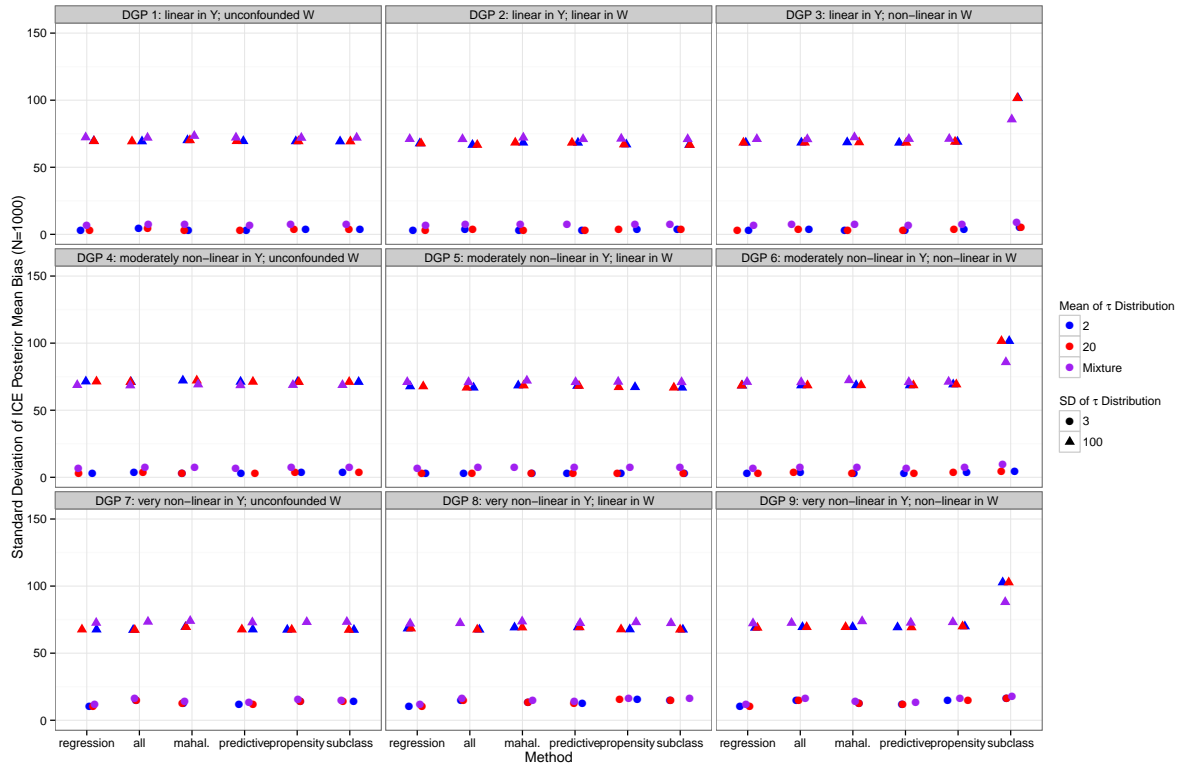 DGP 1: linear in Y; unconfounded W
DGP 2: linear in Y; linear in W
DGP 3: linear in Y; non−linear in W
150
100
50
0
DGP 4: moderately non−linear in Y; unconfounded W
DGP 5: moderately non−linear in Y; linear in W
DGP 6: moderately non−linear in Y; non−linear in W
150
100
50
0
DGP 7: very non−linear in Y; unconfounded W
DGP 8: very non−linear in Y; linear in W
DGP 9: very non−linear in Y; non−linear in W
150
100
50
0
regression all mahal. predictive propensity subclass
regression all mahal. predictive propensity subclass
regression all mahal. predictive propensity subclass
Method
Standard Deviation of ICE Posterior Mean Bias (N=1000)
Mean of τ Distribution
2
20
Mixture
SD of τ Distribution
3
100